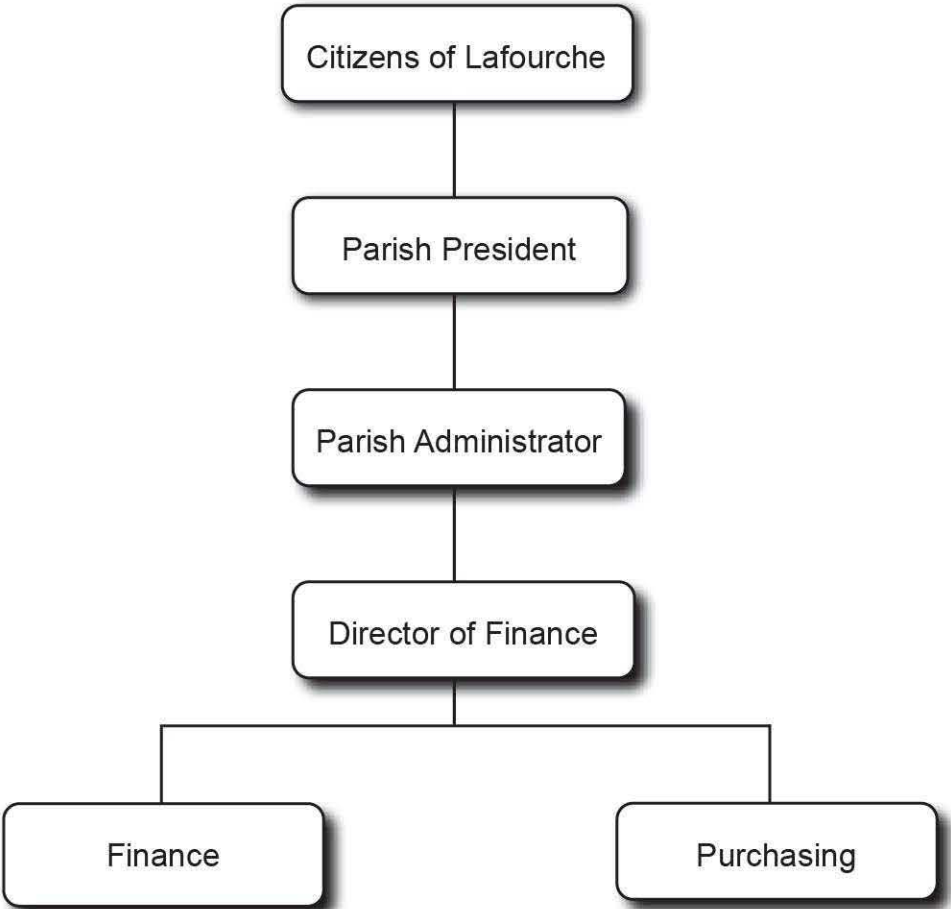 Citizens of Lafourche
Parish President
Parish Administrator
Director of Finance
Finance
Purchasing